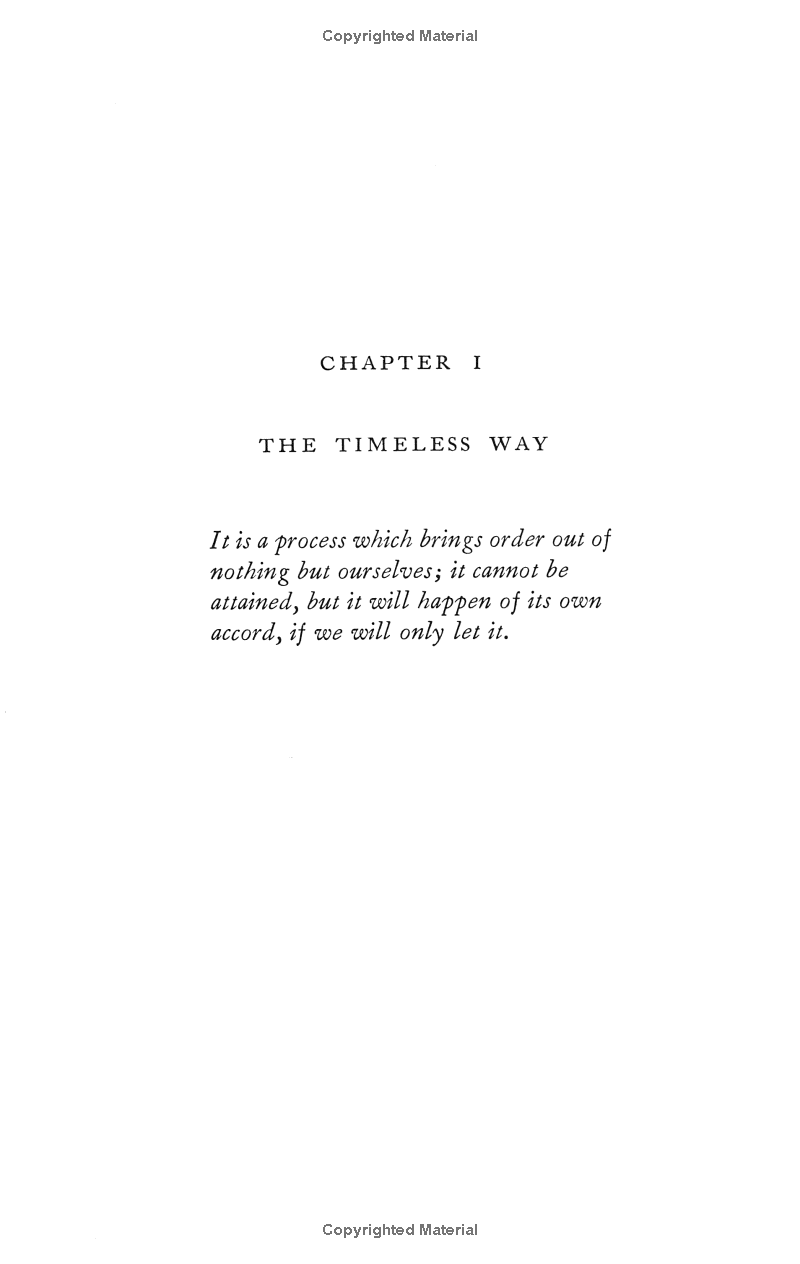 Copyrighted Material
CHAPTER I
THE TIMELESS WAY
It is a process which brings order out of
nothing but ourselves; it cannot be
attained, but it will happen of its own
accord, if we will only let it.
Copyrighted Material